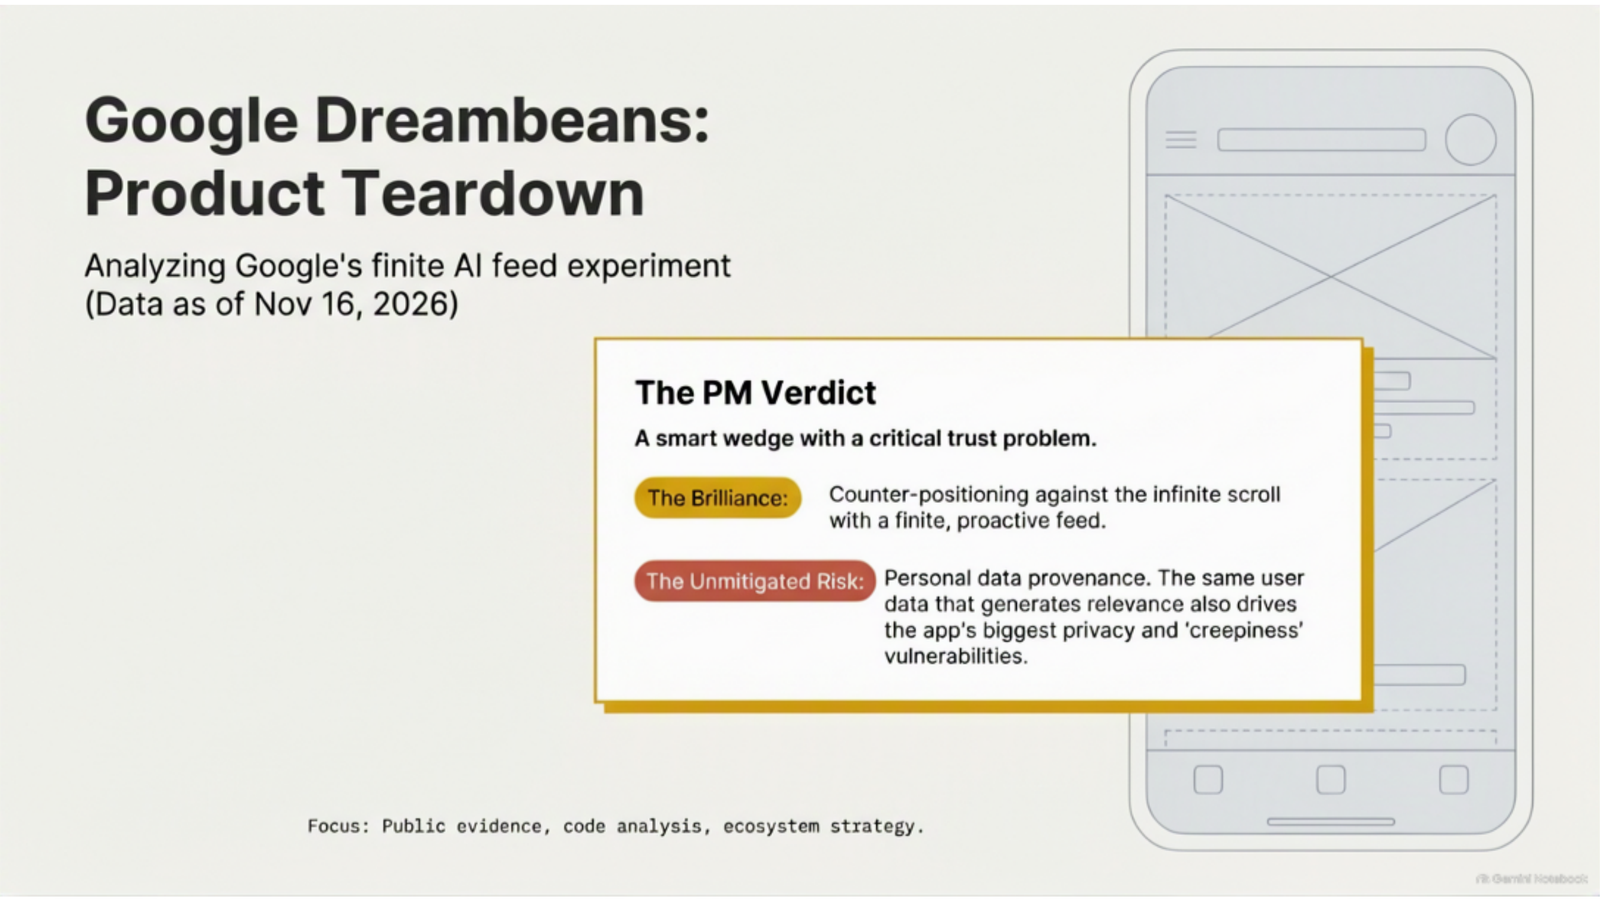 Google Dreambeans:
Product Teardown
Analyzing Google's finite AI feed experiment
(Data as of Nov 16, 2026)
The PM Verdict
A smart wedge with a critical trust problem.
The Brilliance:
Counter-positioning against the infinite scroll
with a finite, proactive feed.
The Unmitigated Risk:
Personal data provenance. The same user
data that generates relevance also drives
the app's biggest privacy and 'creepiness'
vulnerabilities.
Focus: Public evidence, code analysis, ecosystem strategy.
Gemini Notebook